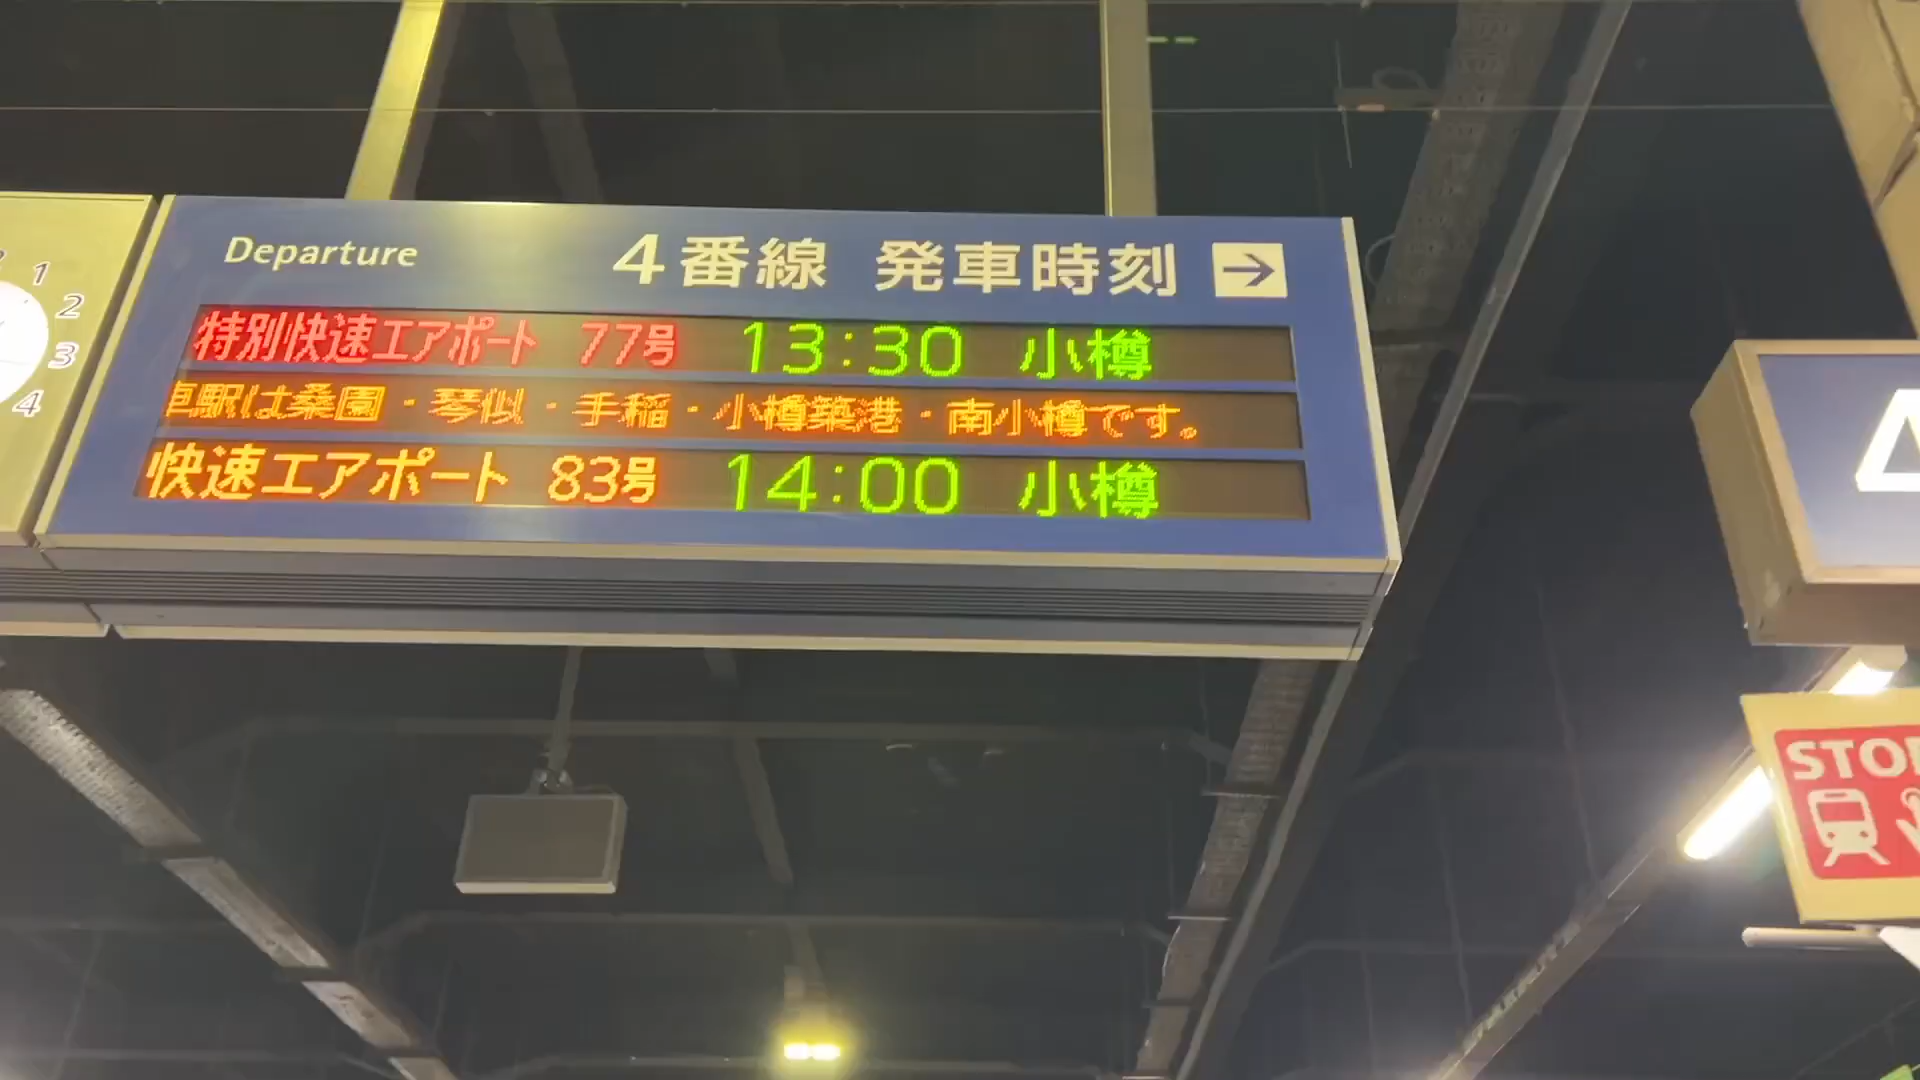 Departure 4番線 発車時刻 →
特別快速エアポート 77号 13:30 小樽
車駅は桑園・琴似・手稲・小樽築港・南小樽です。
快速エアポート 83号 14:00 小樽
1
2
3
4
STOP